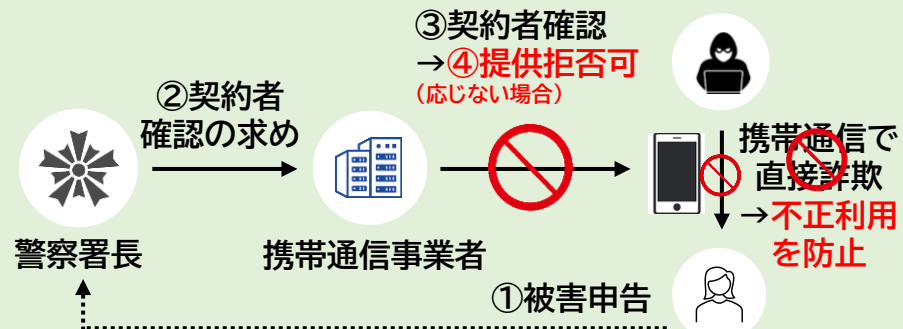 ③契約者確認
→④提供拒否可
（応じない場合）
②契約者
確認の求め
携帯通信で
直接詐欺
→不正利用
を防止
警察署長
携帯通信事業者
①被害申告